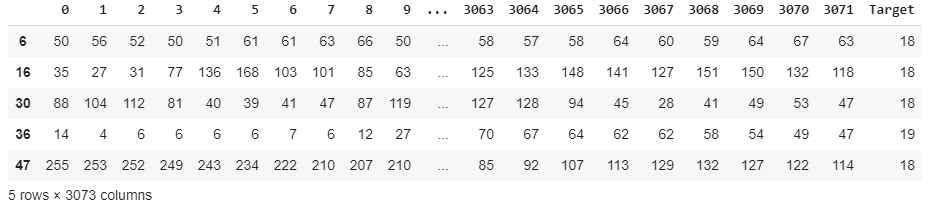 0 1 2 3 4 5 6 7 8 9 ... 3063 3064 3065 3066 3067 3068 3069 3070 3071 Target
6 50 56 52 50 51 61 61 63 66 50 ... 58 57 58 64 60 59 64 67 63 18
16 35 27 31 77 136 168 103 101 85 63 ... 125 133 148 141 127 151 150 132 118 18
30 88 104 112 81 40 39 41 47 87 119 ... 127 128 94 45 28 41 49 53 47 18
36 14 4 6 6 6 6 7 6 12 27 ... 70 67 64 62 62 58 54 49 47 19
47 255 253 252 249 243 234 222 210 207 210 ... 85 92 107 113 129 132 127 122 114 18
5 rows × 3073 columns